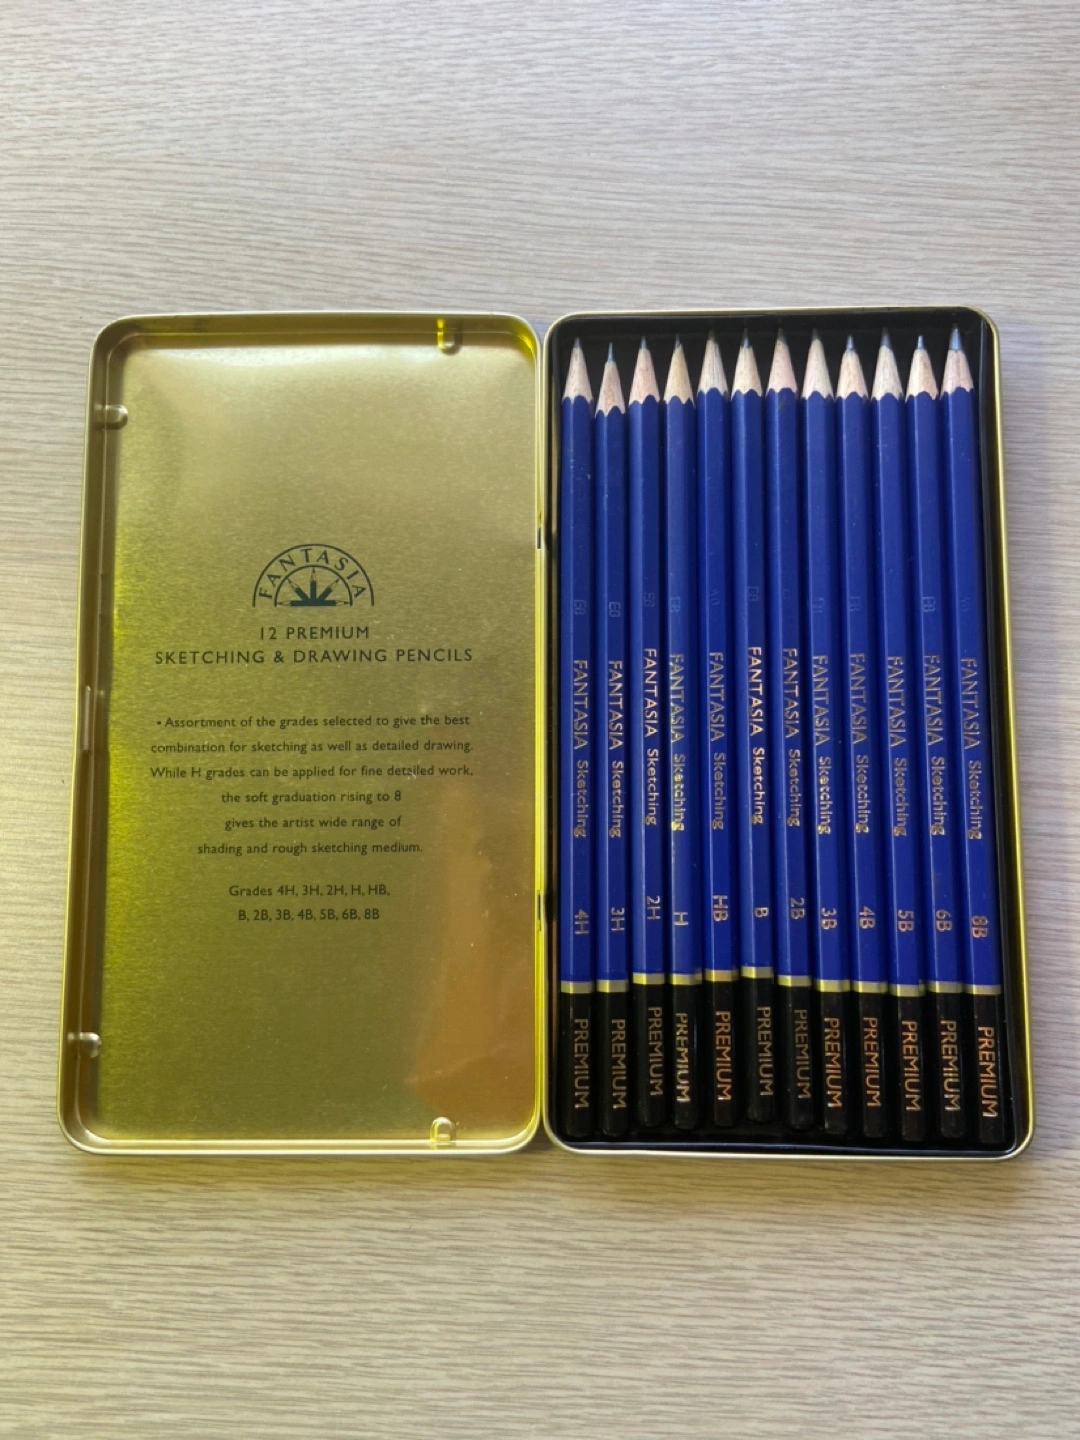 FANTASIA
12 PREMIUM
SKETCHING & DRAWING PENCILS
• Assortment of the grades selected to give the best
combination for sketching as well as detailed drawing.
While H grades can be applied for fine detailed work,
the soft graduation rising to 8
gives the artist wide range of
shading and rough sketching medium.
Grades 4H, 3H, 2H, H, HB,
B, 2B, 3B, 4B, 5B, 6B, 8B
FANTASIA Sketching 4H PREMIUM
FANTASIA Sketching 3H PREMIUM
FANTASIA Sketching 2H PREMIUM
FANTASIA Sketching H PREMIUM
FANTASIA Sketching HB PREMIUM
FANTASIA Sketching B PREMIUM
FANTASIA Sketching 2B PREMIUM
FANTASIA Sketching 3B PREMIUM
FANTASIA Sketching 4B PREMIUM
FANTASIA Sketching 5B PREMIUM
FANTASIA Sketching 6B PREMIUM
FANTASIA Sketching 8B PREMIUM